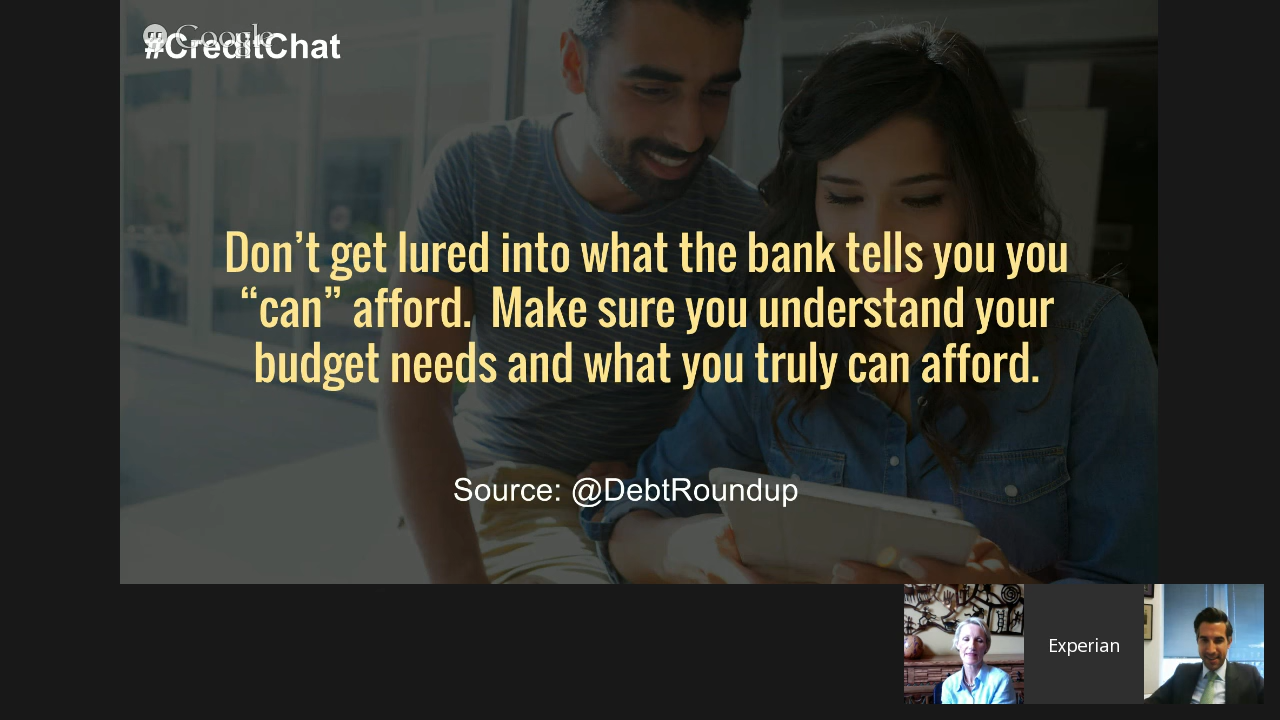 Google
#CreditChat
Don’t get lured into what the bank tells you you
“can” afford.  Make sure you understand your
budget needs and what you truly can afford.
Source: @DebtRoundup
Experian